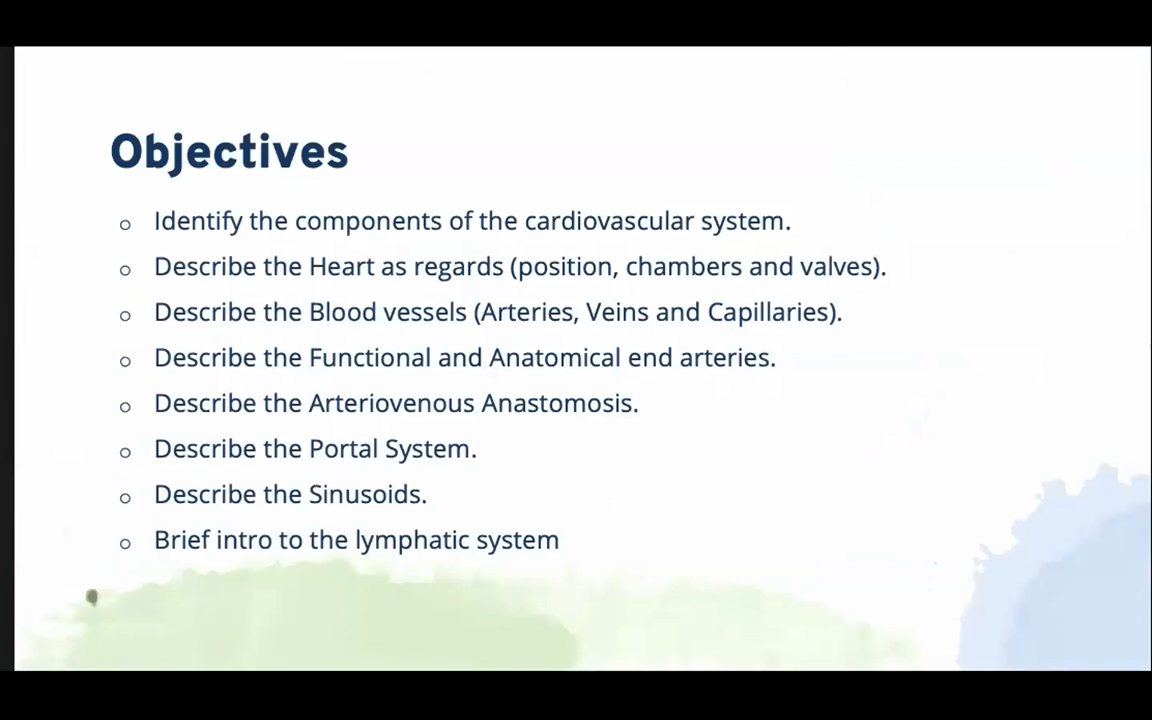 Objectives
Identify the components of the cardiovascular system.
Describe the Heart as regards (position, chambers and valves).
Describe the Blood vessels (Arteries, Veins and Capillaries).
Describe the Functional and Anatomical end arteries.
Describe the Arteriovenous Anastomosis.
Describe the Portal System.
Describe the Sinusoids.
Brief intro to the lymphatic system